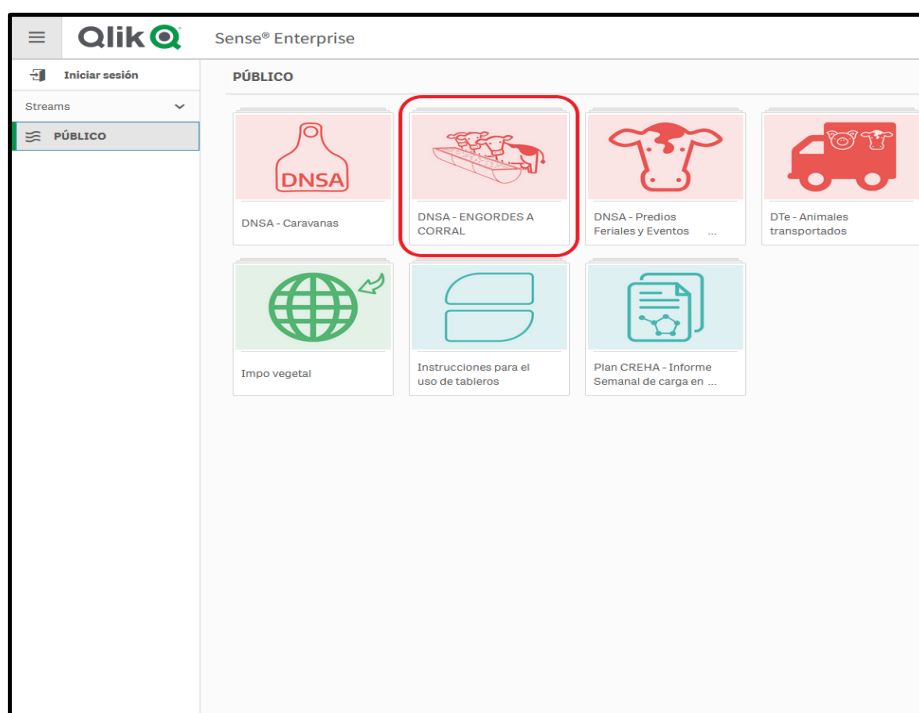 Qlik Q Sense® Enterprise
Iniciar sesión
Streams
PÚBLICO
PÚBLICO
DNSA
DNSA - Caravanas
DNSA - ENGORDES A
CORRAL
DNSA - Predios
Feriales y Eventos ...
DTe - Animales
transportados
Impo vegetal
Instrucciones para el
uso de tableros
Plan CREHA - Informe
Semanal de carga en ...